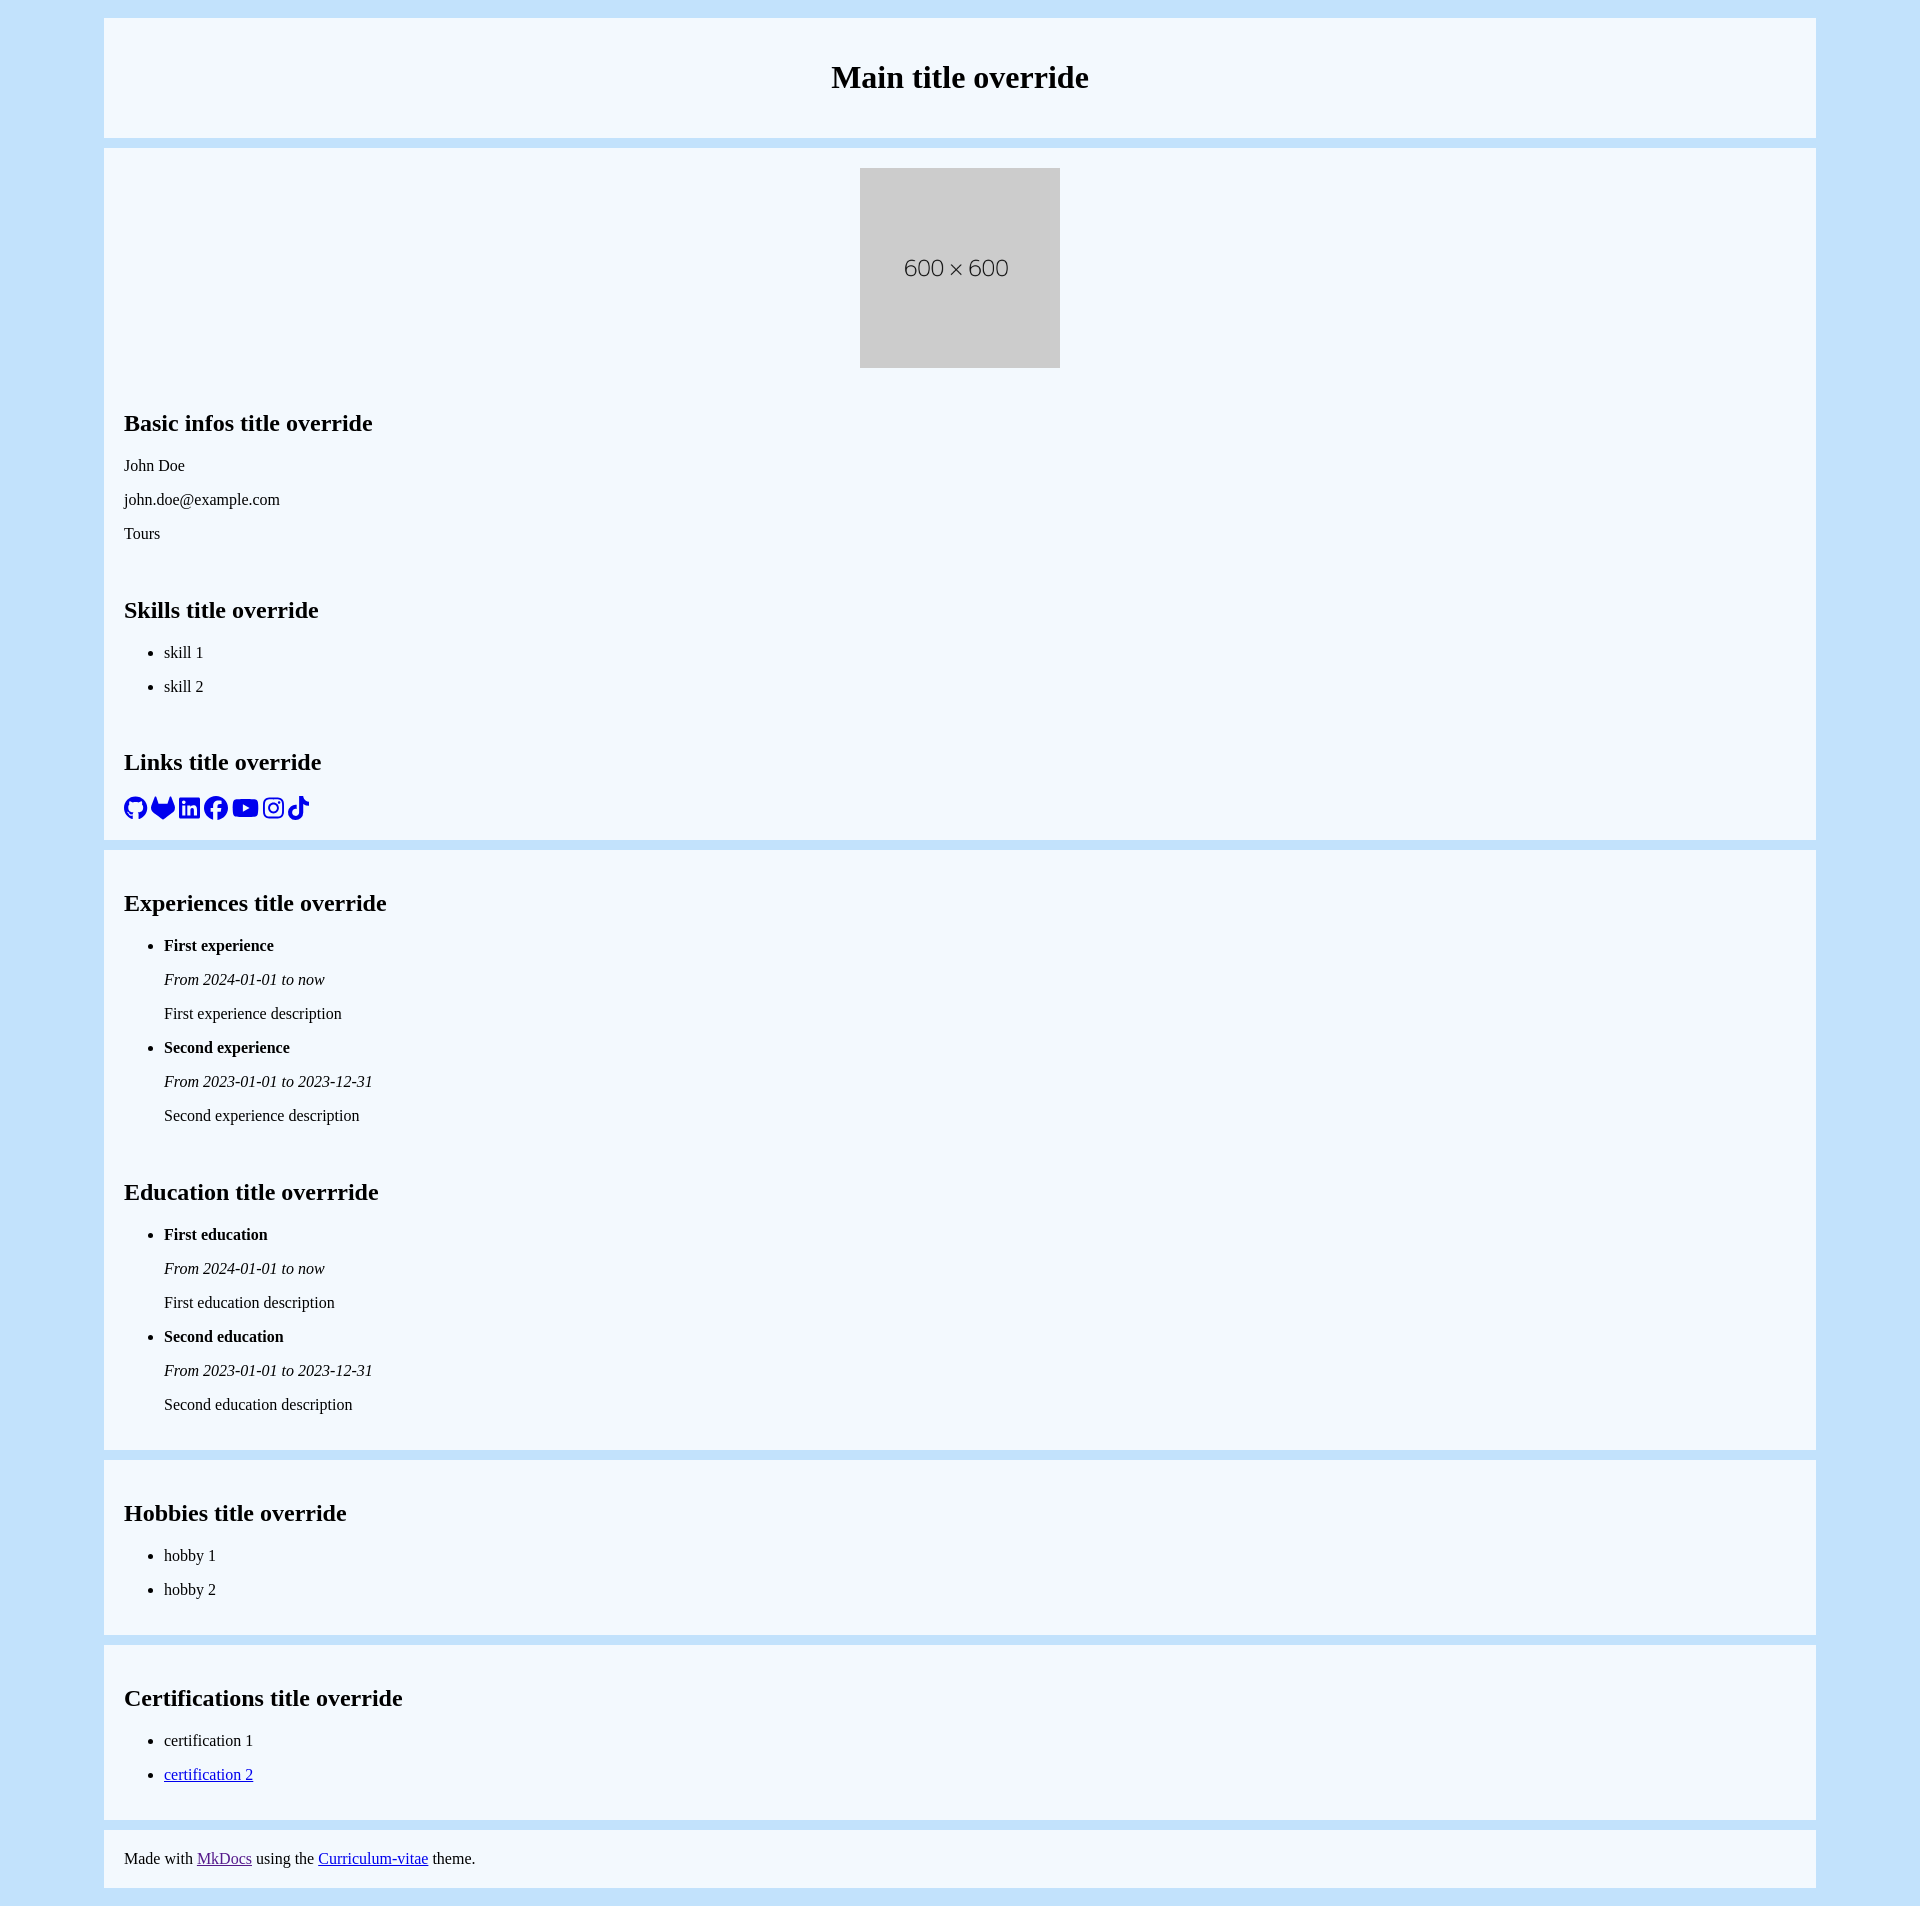 Main title override
600 × 600
Basic infos title override
John Doe
john.doe@example.com
Tours
Skills title override
skill 1
skill 2
Links title override
Experiences title override
First experience
From 2024-01-01 to now
First experience description
Second experience
From 2023-01-01 to 2023-12-31
Second experience description
Education title overrride
First education
From 2024-01-01 to now
First education description
Second education
From 2023-01-01 to 2023-12-31
Second education description
Hobbies title override
hobby 1
hobby 2
Certifications title override
certification 1
certification 2
Made with MkDocs using the Curriculum-vitae theme.